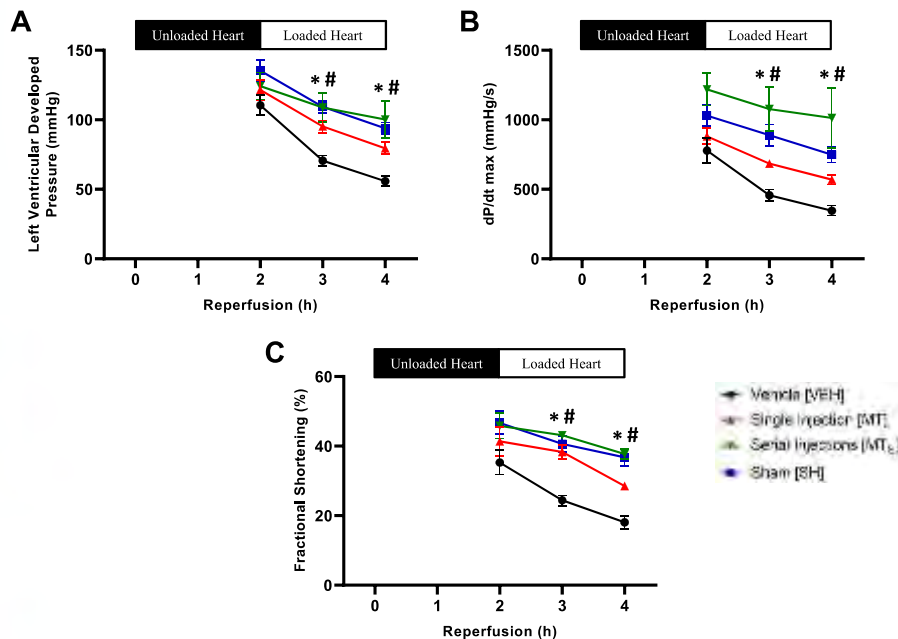 A
Unloaded Heart Loaded Heart
Left Ventricular Developed
Pressure (mmHg)
150
100
50
0
* # * #
0 1 2 3 4
Reperfusion (h)
B
Unloaded Heart Loaded Heart
dP/dt max (mmHg/s)
1500
1000
500
0
* # * #
0 1 2 3 4
Reperfusion (h)
C
Unloaded Heart Loaded Heart
Fractional Shortening (%)
60
40
20
0
* # * #
0 1 2 3 4
Reperfusion (h)
Vehicle [VEH]
Single Injection [MT]
Serial Injections
Sham [SH]